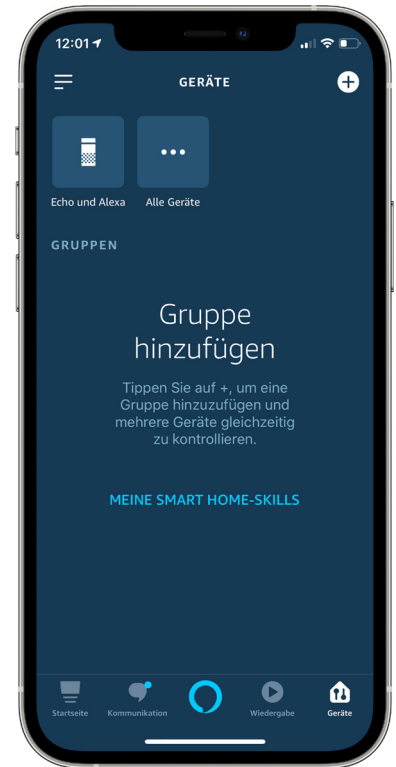 12:01
GERÄTE
Echo und Alexa
Alle Geräte
GRUPPEN
Gruppe
hinzufügen
Tippen Sie auf +, um eine
Gruppe hinzuzufügen und
mehrere Geräte gleichzeitig
zu kontrollieren.
MEINE SMART HOME-SKILLS
Startseite
Kommunikation
Wiedergabe
Geräte